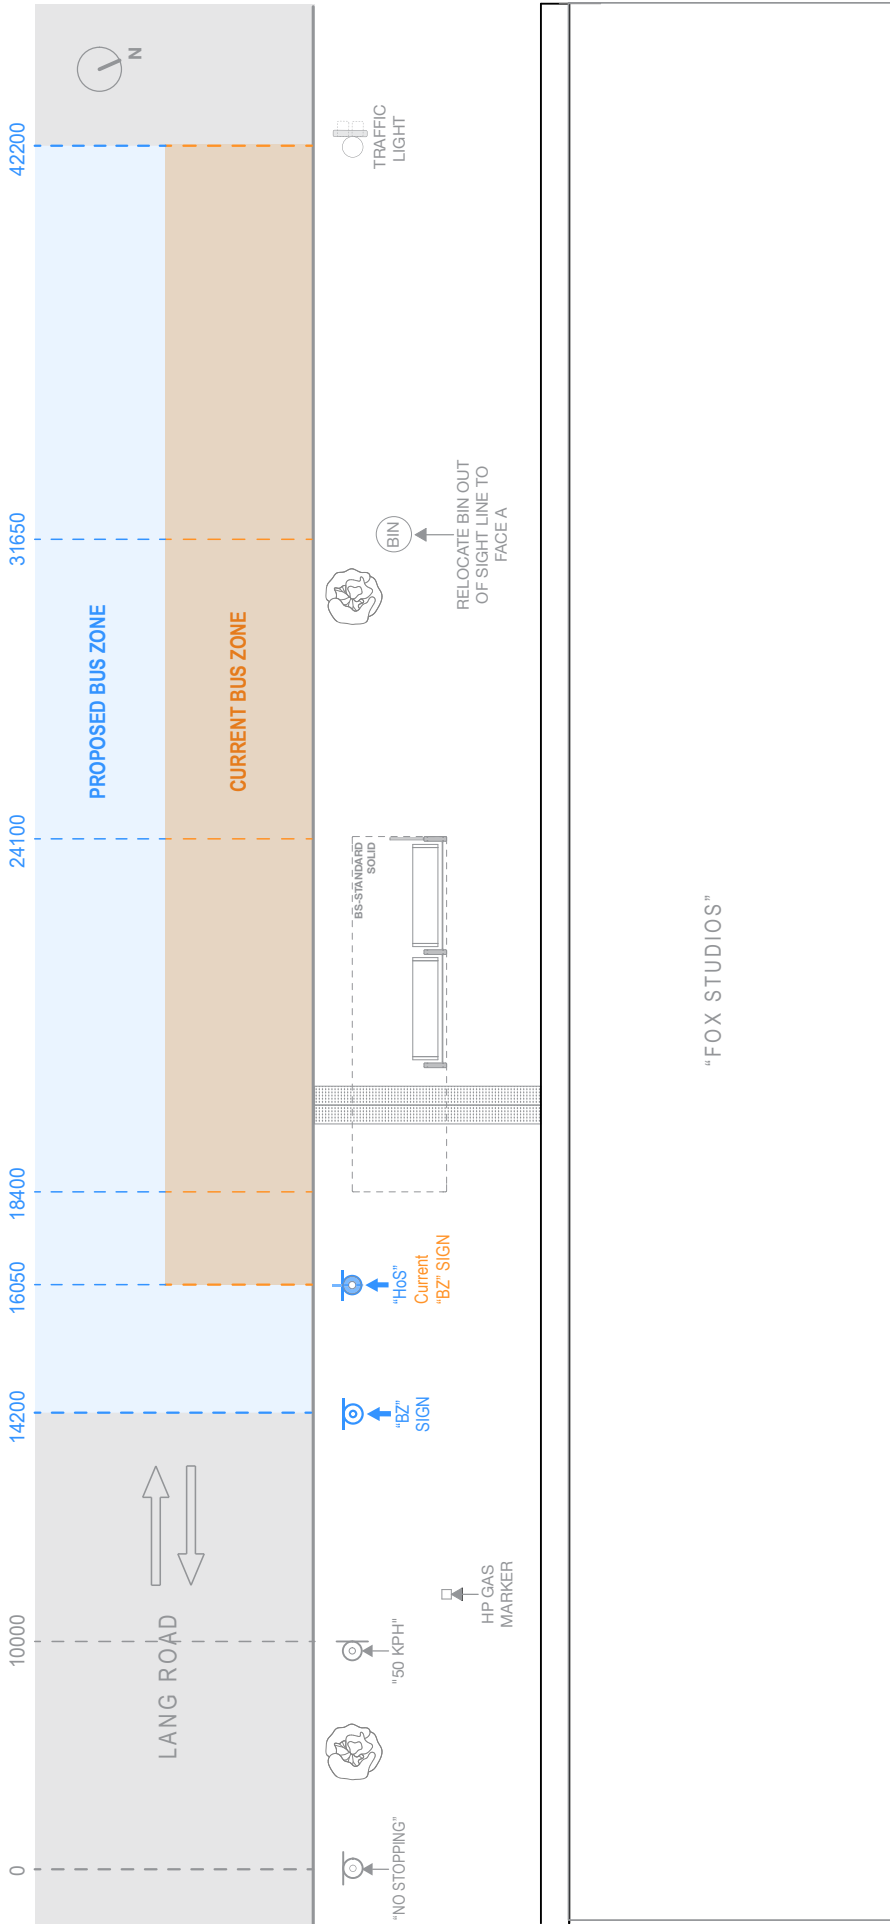 N
42200
TRAFFIC
LIGHT
31650
BIN
RELOCATE BIN OUT
OF SIGHT LINE TO
FACE A
PROPOSED BUS ZONE
CURRENT BUS ZONE
24100
BS-STANDARD
SOLID
"FOX STUDIOS"
18400
16050
"HoS"
Current
"BZ" SIGN
14200
"BZ"
SIGN
HP GAS
MARKER
10000
LANG ROAD
"50 KPH"
0
"NO STOPPING"